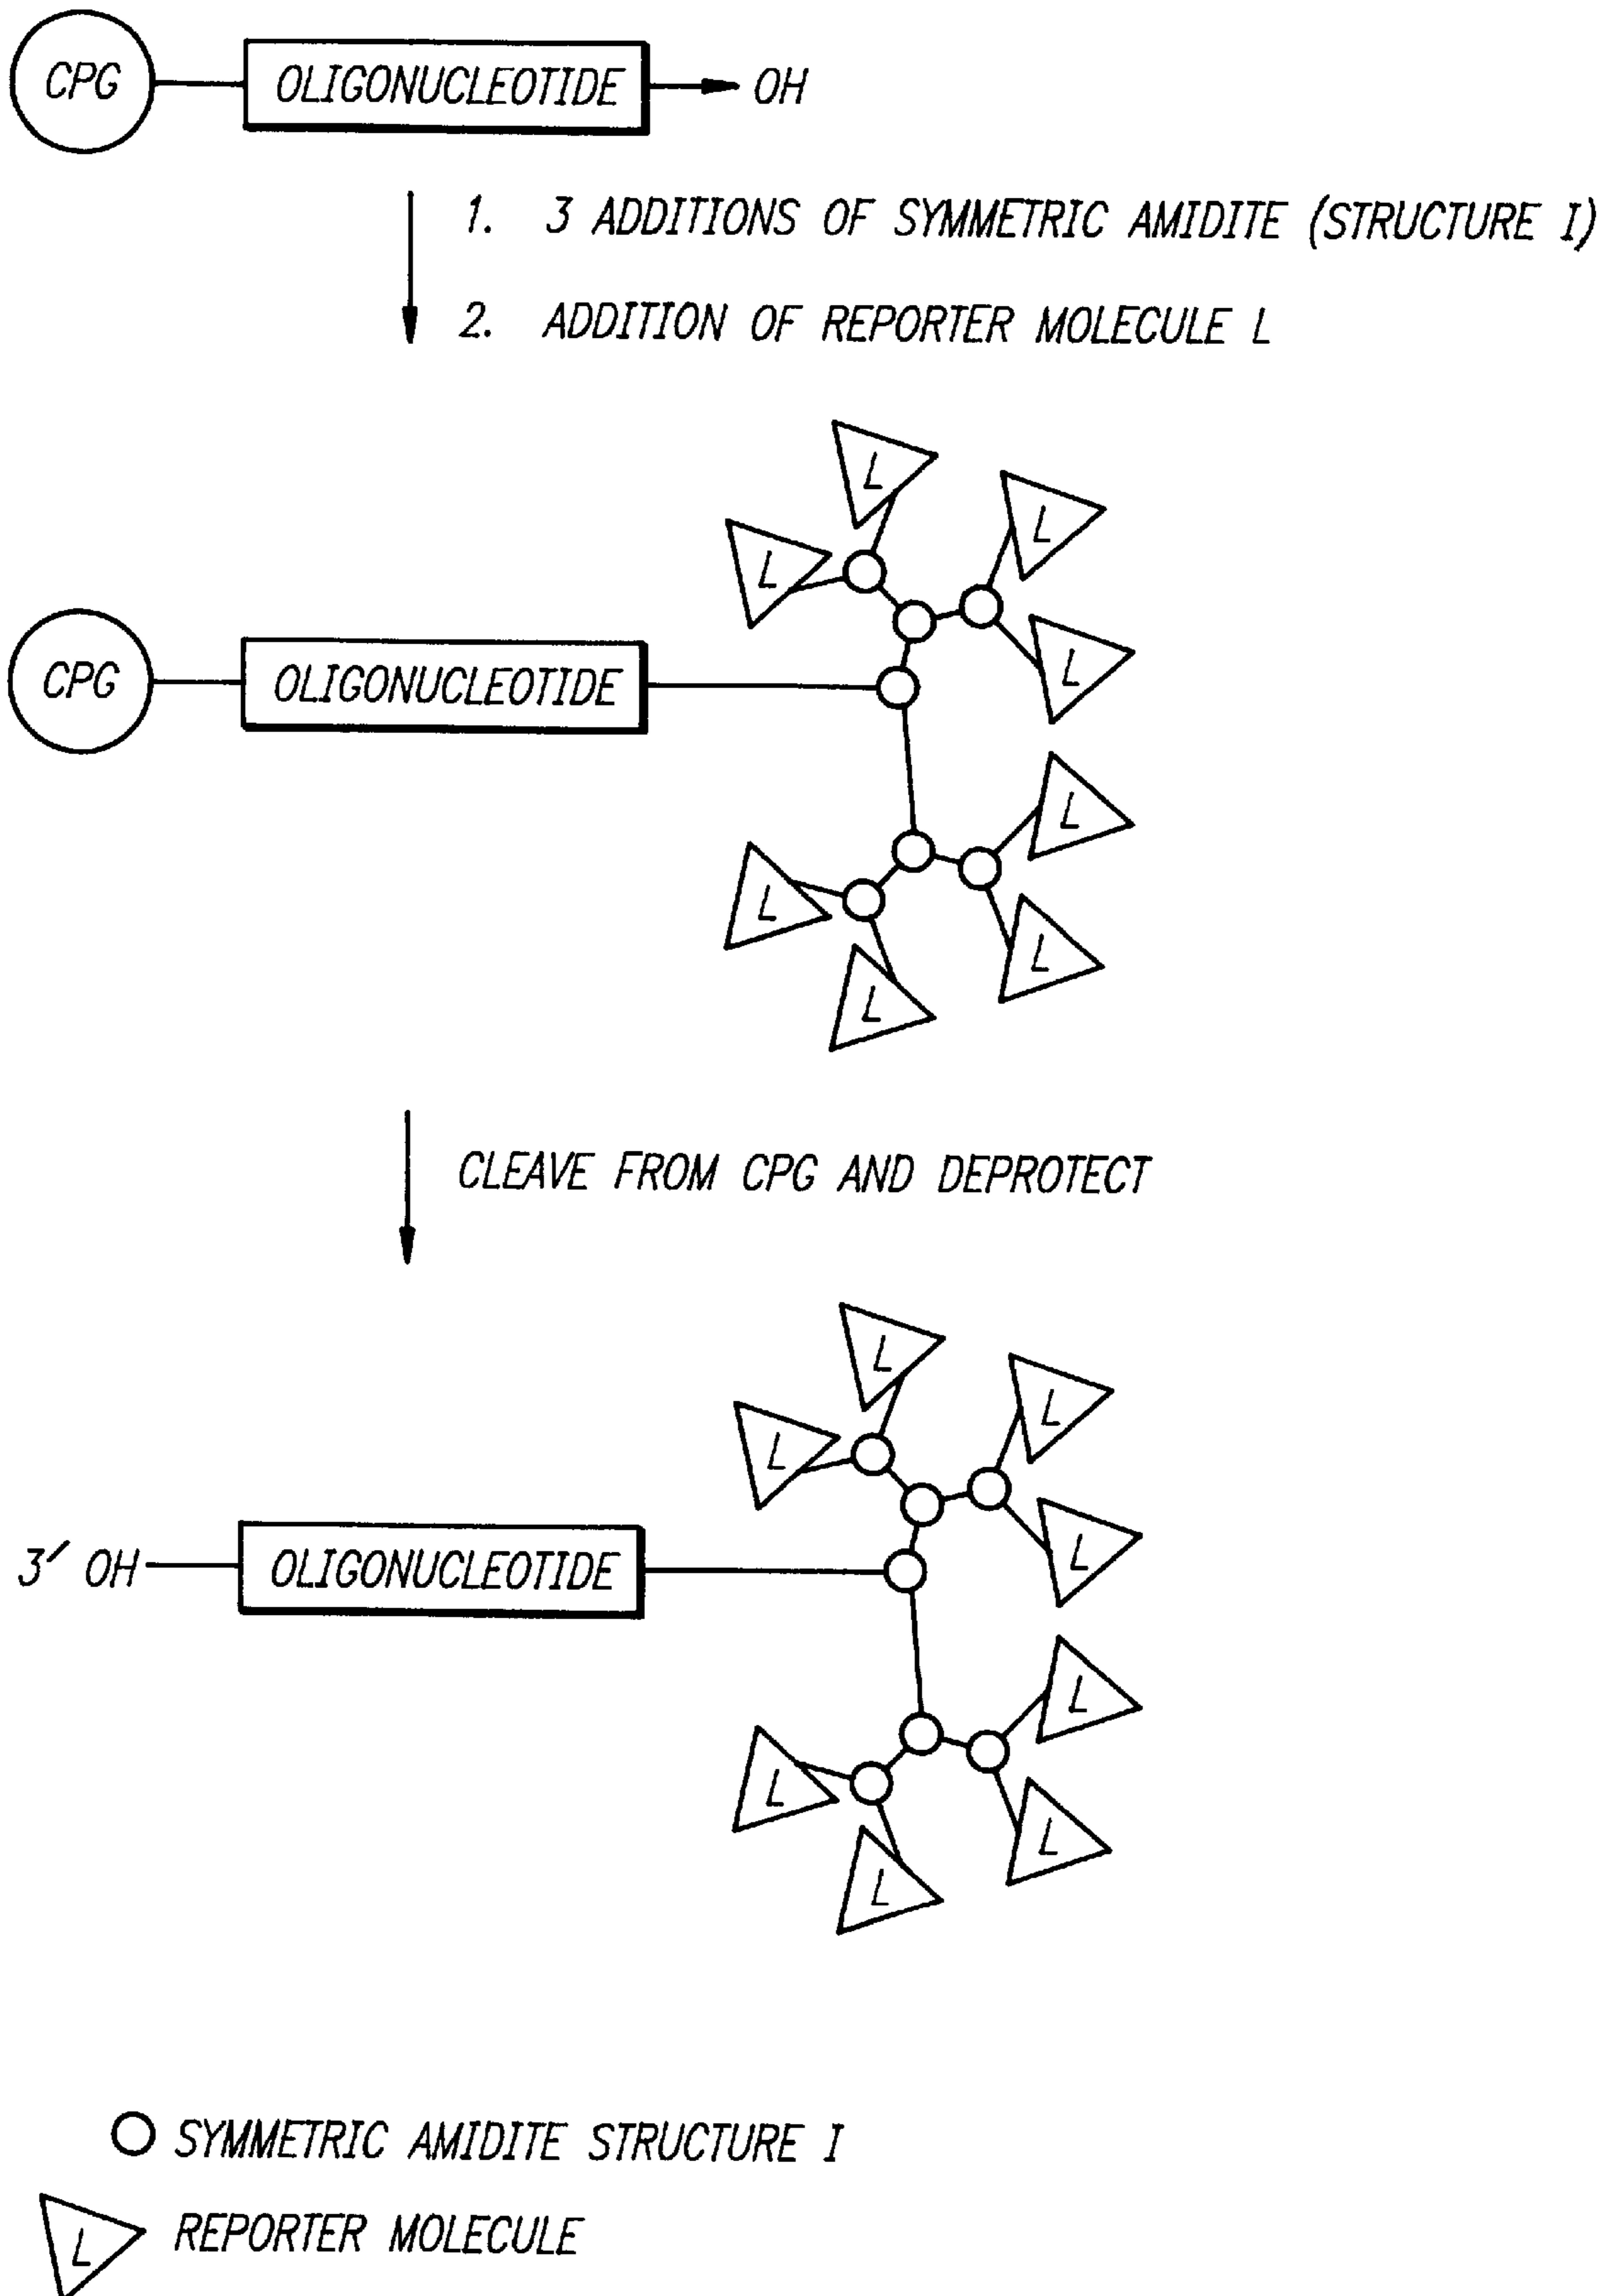 CPG
OLIGONUCLEOTIDE
OH
1. 3 ADDITIONS OF SYMMETRIC AMIDITE (STRUCTURE I)
2. ADDITION OF REPORTER MOLECULE L
L
L
L
L
CPG
OLIGONUCLEOTIDE
L
L
L
L
CLEAVE FROM CPG AND DEPROTECT
L
L
L
L
3′ OH
OLIGONUCLEOTIDE
L
L
L
L
SYMMETRIC AMIDITE STRUCTURE I
L
REPORTER MOLECULE